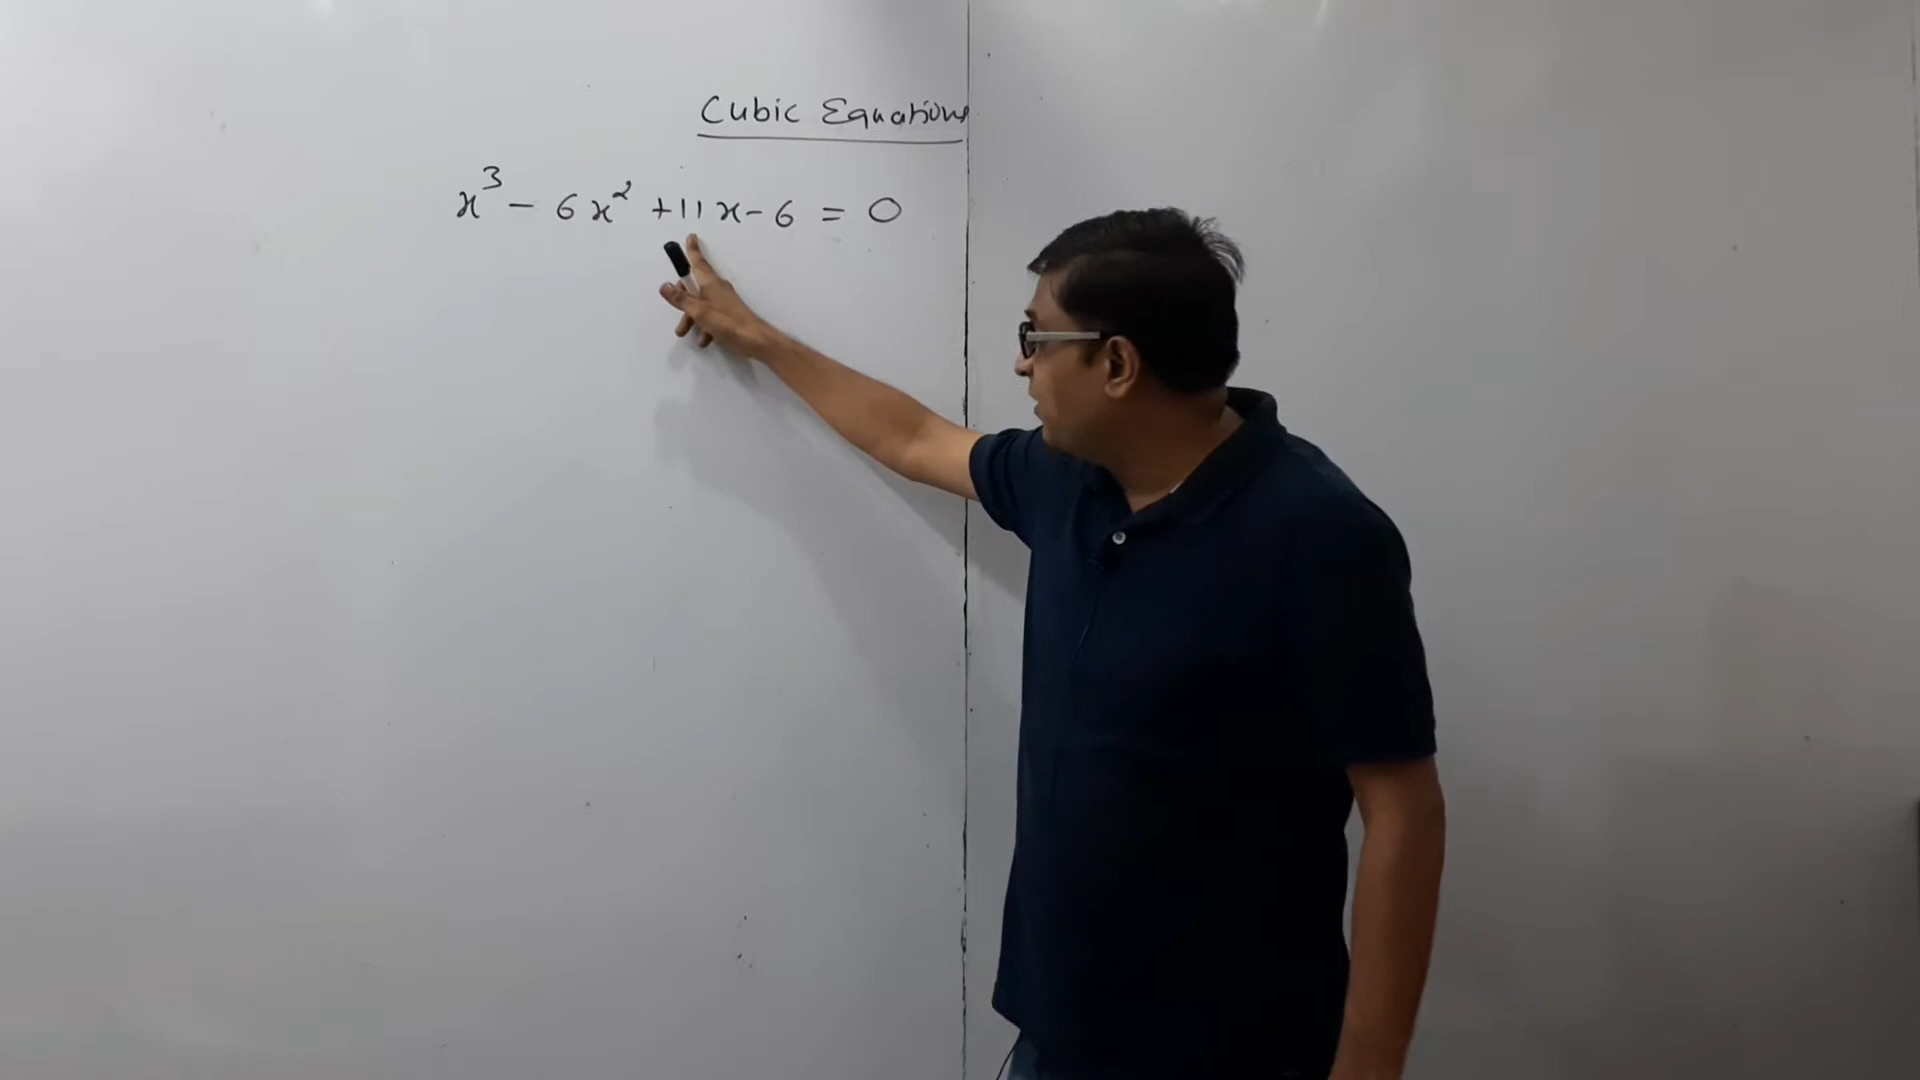 Cubic Equations
x³ - 6x² + 11x - 6 = 0